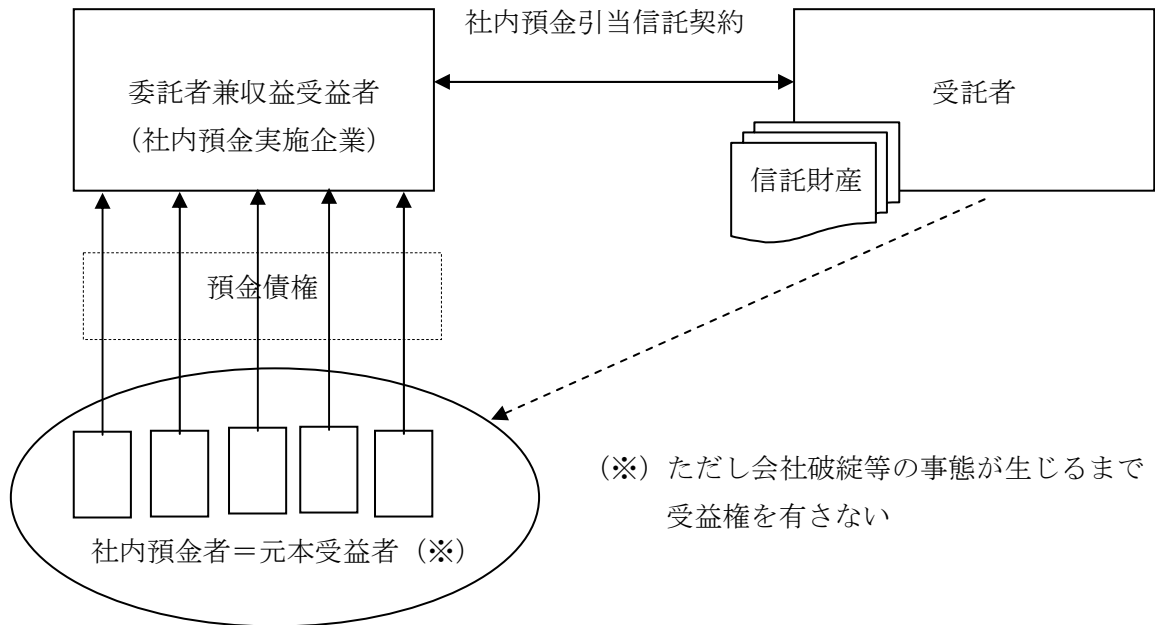 社内預金引当信託契約
委託者兼収益受益者
（社内預金実施企業）
受託者
信託財産
預金債権
（※）ただし会社破綻等の事態が生じるまで
受益権を有さない
社内預金者＝元本受益者（※）